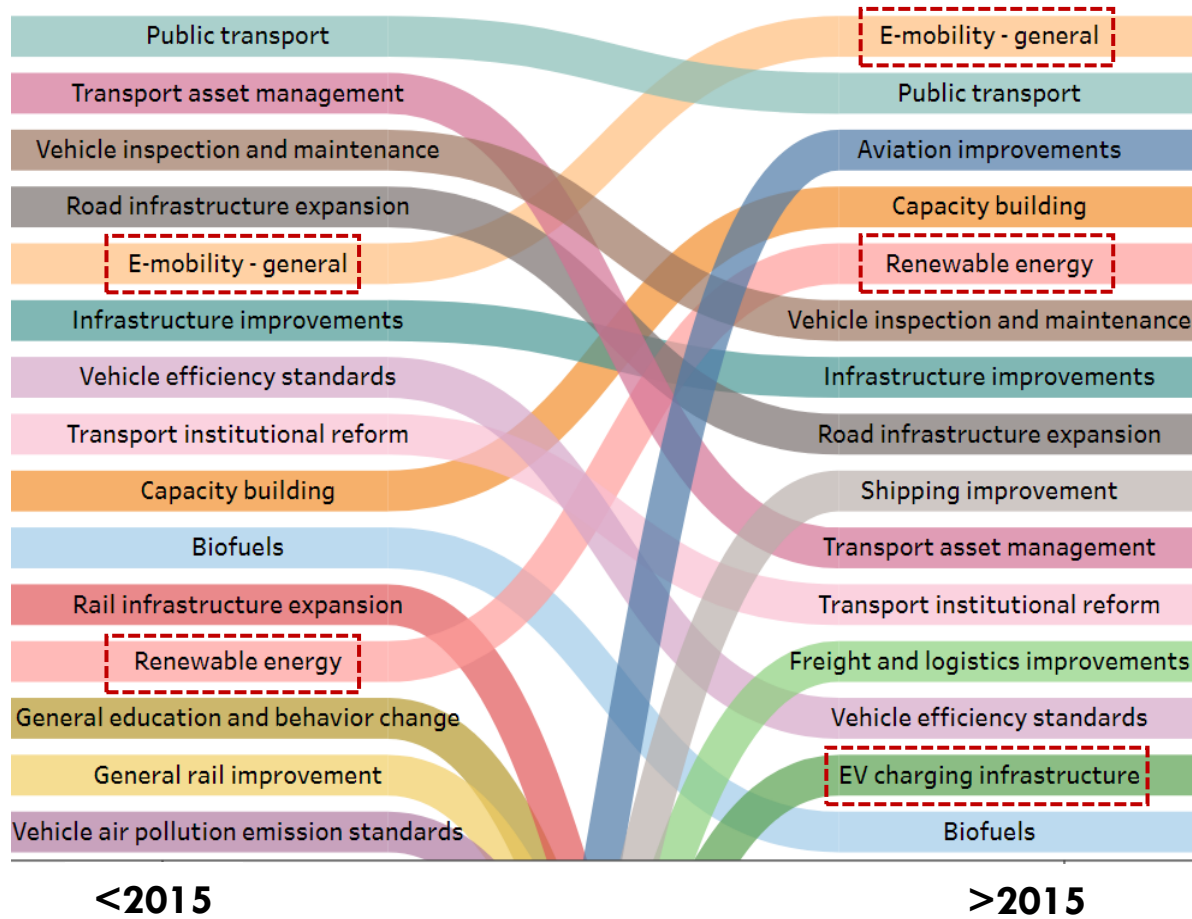 Public transport
Transport asset management
Vehicle inspection and maintenance
Road infrastructure expansion
E-mobility - general
Infrastructure improvements
Vehicle efficiency standards
Transport institutional reform
Capacity building
Biofuels
Rail infrastructure expansion
Renewable energy
General education and behavior change
General rail improvement
Vehicle air pollution emission standards
<2015
E-mobility - general
Public transport
Aviation improvements
Capacity building
Renewable energy
Vehicle inspection and maintenance
Infrastructure improvements
Road infrastructure expansion
Shipping improvement
Transport asset management
Transport institutional reform
Freight and logistics improvements
Vehicle efficiency standards
EV charging infrastructure
Biofuels
>2015